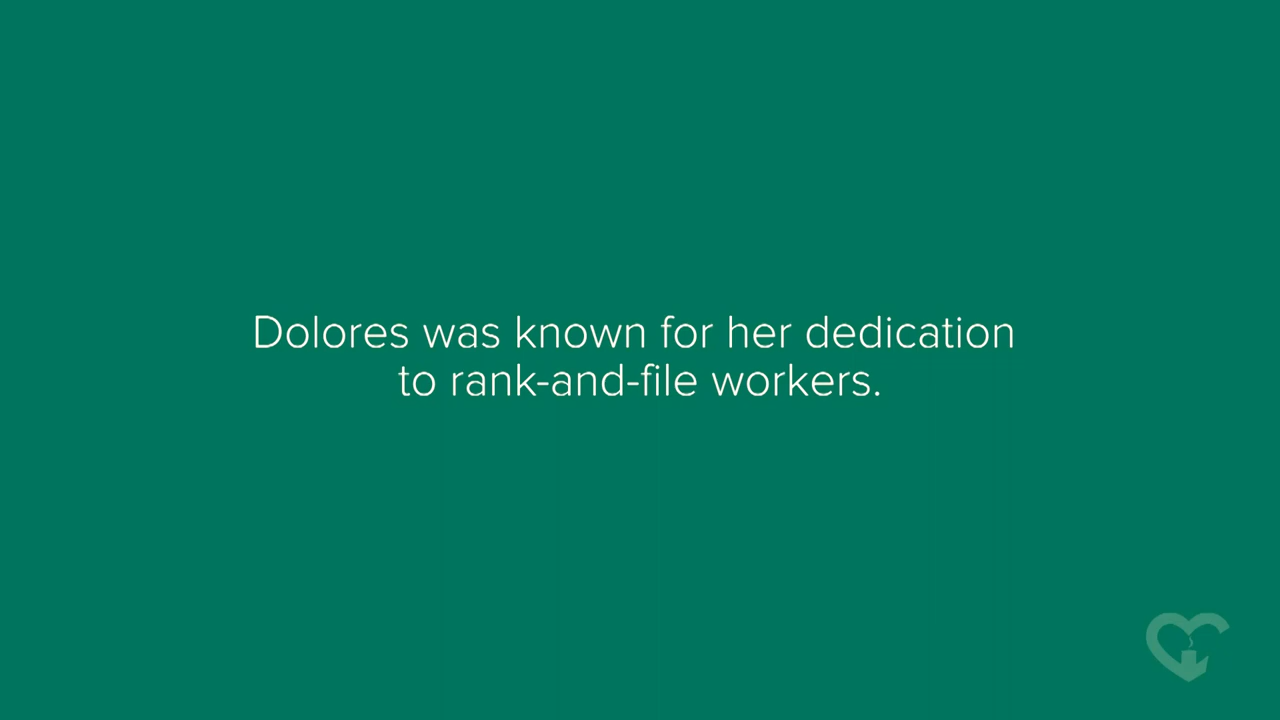 Dolores was known for her dedication
to rank-and-file workers.